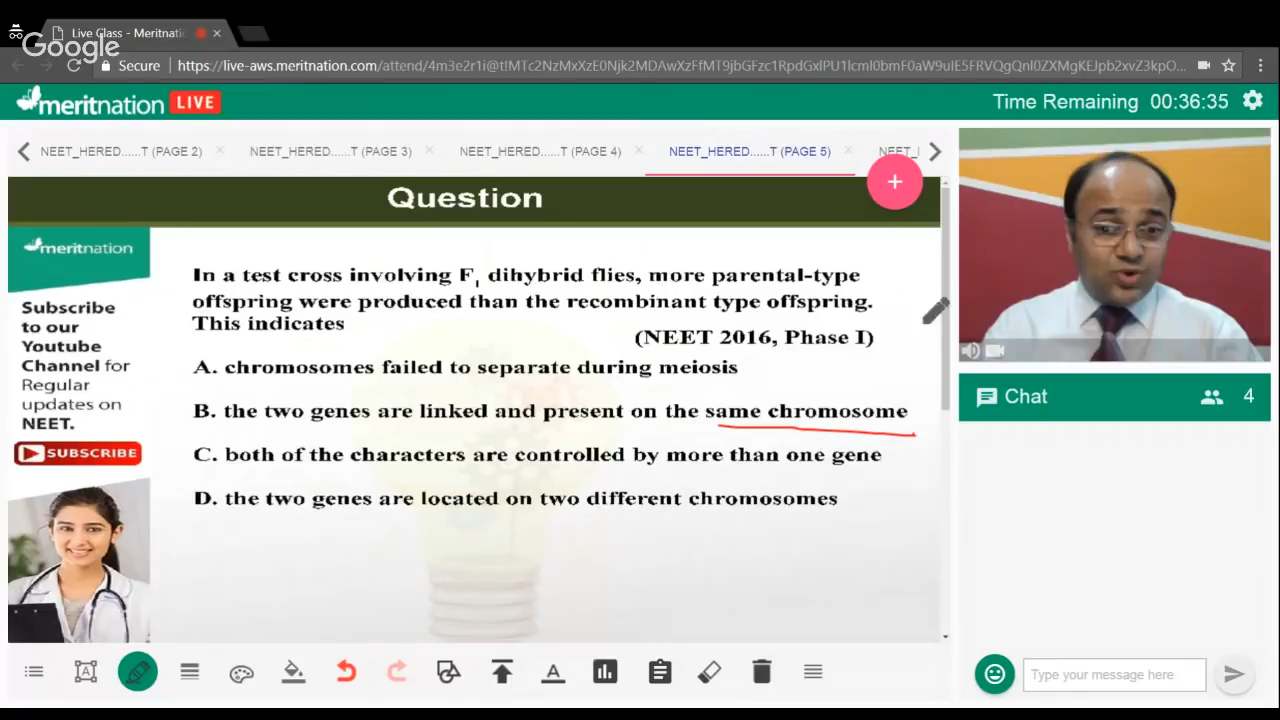 Live Class - Meritnati
Google
Secure
https://live-aws.meritnation.com/attend/
meritnation LIVE
Time Remaining 00:36:35
NEET_HERED......T (PAGE 2)
NEET_HERED......T (PAGE 3)
NEET_HERED......T (PAGE 4)
NEET_HERED......T (PAGE 5)
NEET_
Question
meritnation
Subscribe
to our
Youtube
Channel for
Regular
updates on
NEET.
SUBSCRIBE
In a test cross involving F₁ dihybrid flies, more parental-type
offspring were produced than the recombinant type offspring.
This indicates
(NEET 2016, Phase I)
A. chromosomes failed to separate during meiosis
B. the two genes are linked and present on the same chromosome
C. both of the characters are controlled by more than one gene
D. the two genes are located on two different chromosomes
Chat
4
Type your message here